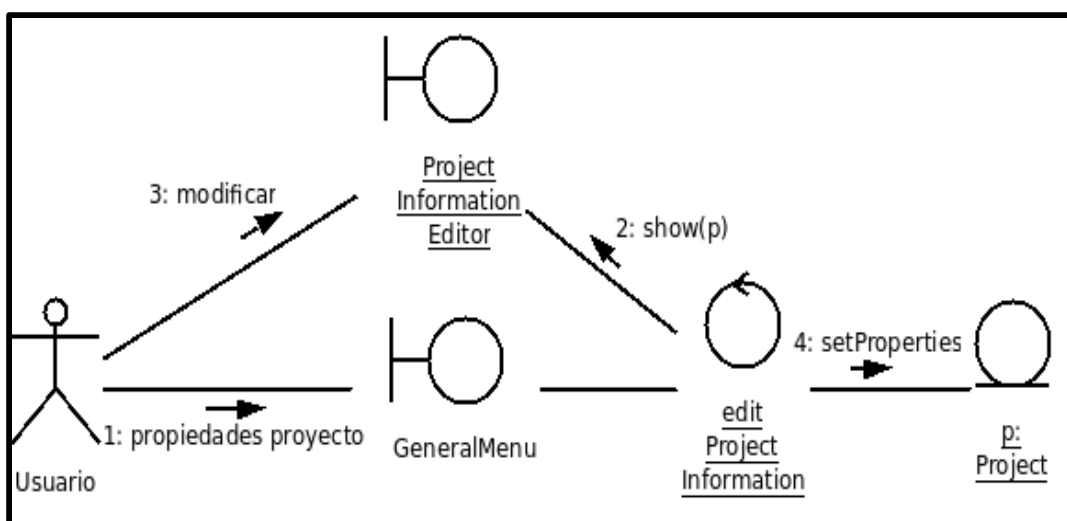 Project
Information
Editor
3: modificar
2: show(p)
4: setProperties
1: propiedades proyecto
GeneralMenu
edit
Project
Information
p:
Project
Usuario